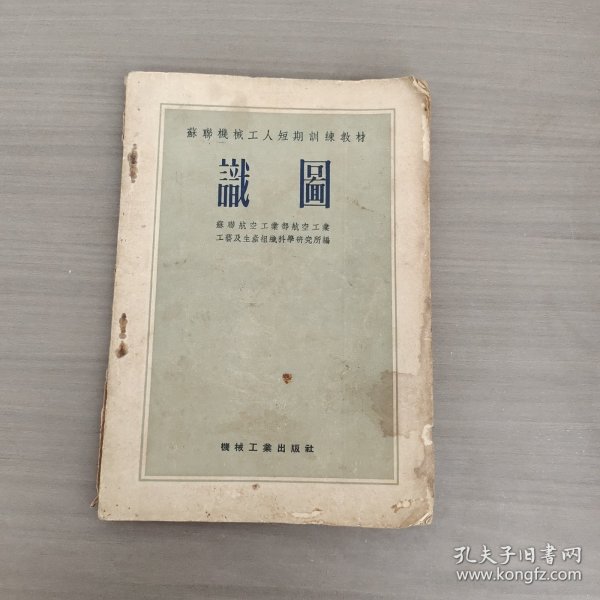 蘇聯機械工人短期訓練教材
識圖
蘇聯航空工業部航空工業
工藝及生產組織科學研究所編
機械工業出版社
孔夫子旧书网
www.kongfz.com